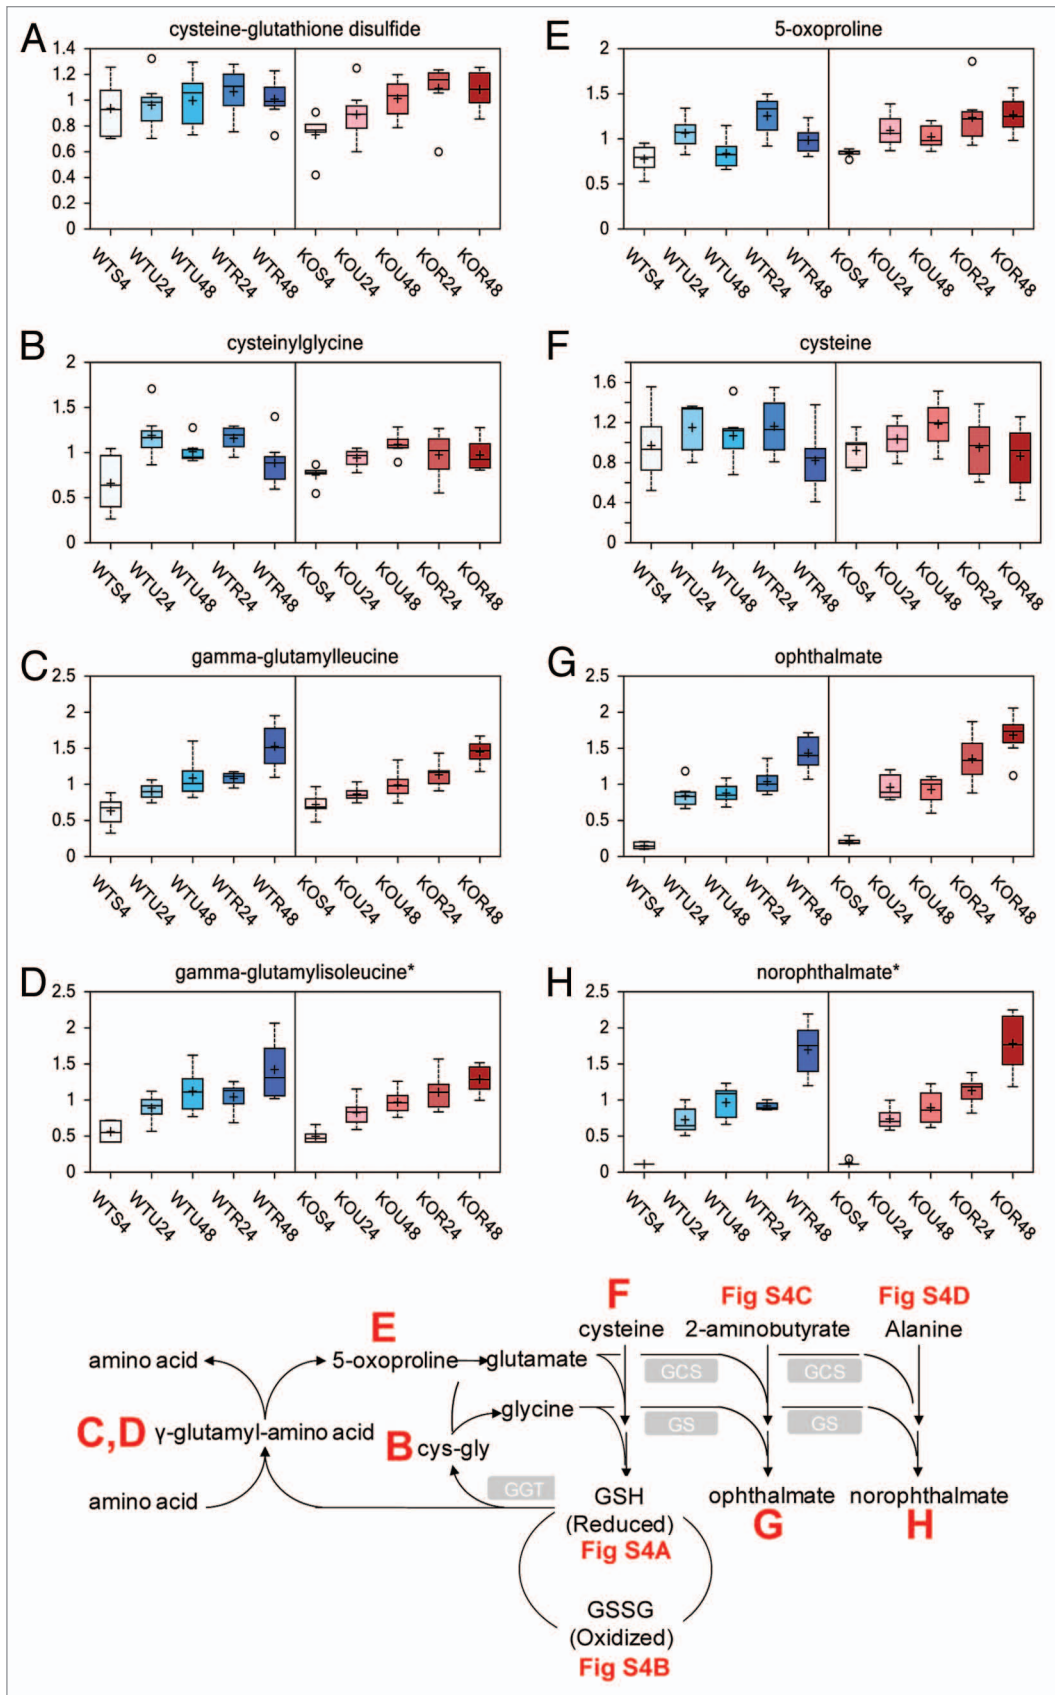 A
cysteine-glutathione disulfide
1.4
1.2
1
0.8
0.6
0.4
0.2
0
WTS4
WTU24
WTU48
WTR24
WTR48
KOS4
KOU24
KOU48
KOR24
KOR48
E
5-oxoproline
2
1.5
1
0.5
0
WTS4
WTU24
WTU48
WTR24
WTR48
KOS4
KOU24
KOU48
KOR24
KOR48
B
cysteinylglycine
2
1.5
1
0.5
0
WTS4
WTU24
WTU48
WTR24
WTR48
KOS4
KOU24
KOU48
KOR24
KOR48
F
cysteine
1.6
1.2
0.8
0.4
0
WTS4
WTU24
WTU48
WTR24
WTR48
KOS4
KOU24
KOU48
KOR24
KOR48
C
gamma-glutamylleucine
2.5
2
1.5
1
0.5
0
WTS4
WTU24
WTU48
WTR24
WTR48
KOS4
KOU24
KOU48
KOR24
KOR48
G
ophthalmate
2.5
2
1.5
1
0.5
0
WTS4
WTU24
WTU48
WTR24
WTR48
KOS4
KOU24
KOU48
KOR24
KOR48
D
gamma-glutamylisoleucine*
2.5
2
1.5
1
0.5
0
WTS4
WTU24
WTU48
WTR24
WTR48
KOS4
KOU24
KOU48
KOR24
KOR48
H
norophthalmate*
2.5
2
1.5
1
0.5
0
WTS4
WTU24
WTU48
WTR24
WTR48
KOS4
KOU24
KOU48
KOR24
KOR48
F Fig S4C Fig S4D
cysteine 2-aminobutyrate Alanine
E
amino acid 5-oxoproline glutamate
GCS GCS
glycine
GS GS
C,D γ-glutamyl-amino acid B cys-gly
GGT
amino acid GSH ophthalmate norophthalmate
(Reduced) G H
Fig S4A
GSSG
(Oxidized)
Fig S4B